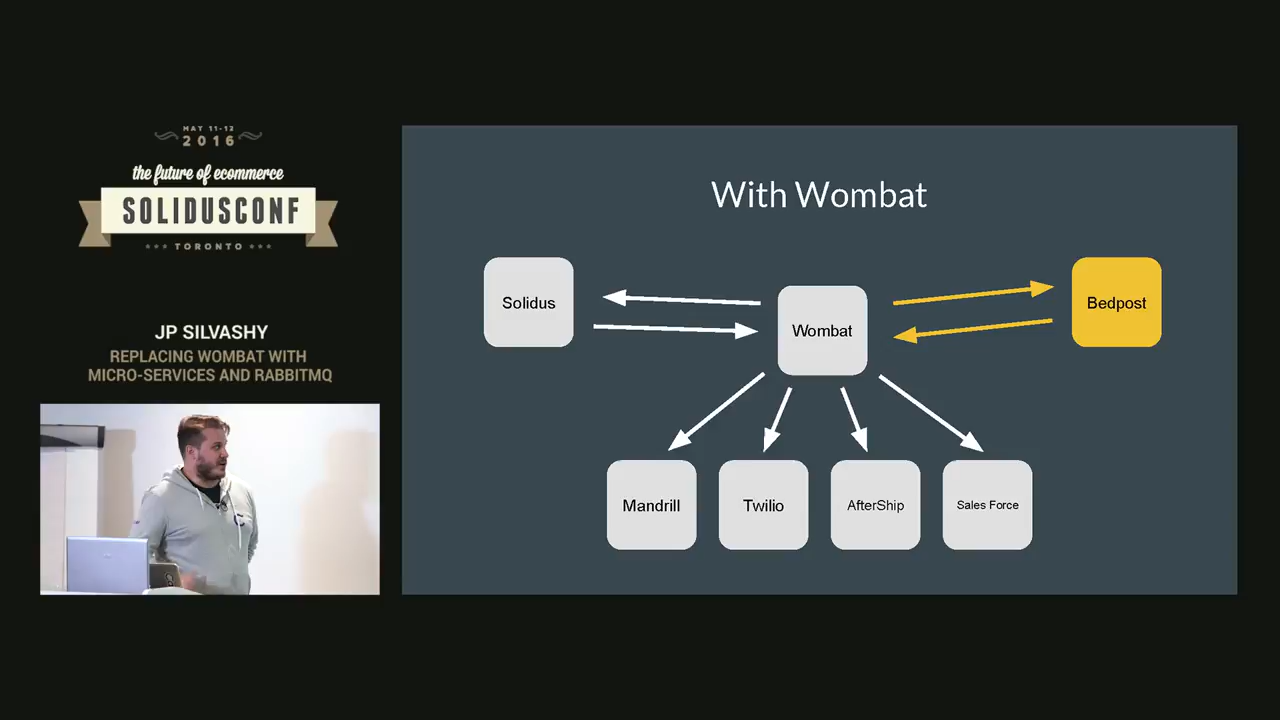 MAY 11-12
2016
the future of ecommerce
SOLIDUSCONF
TORONTO
JP SILVASHY
REPLACING WOMBAT WITH
MICRO-SERVICES AND RABBITMQ
With Wombat
Solidus
Wombat
Bedpost
Mandrill
Twilio
AfterShip
Sales Force